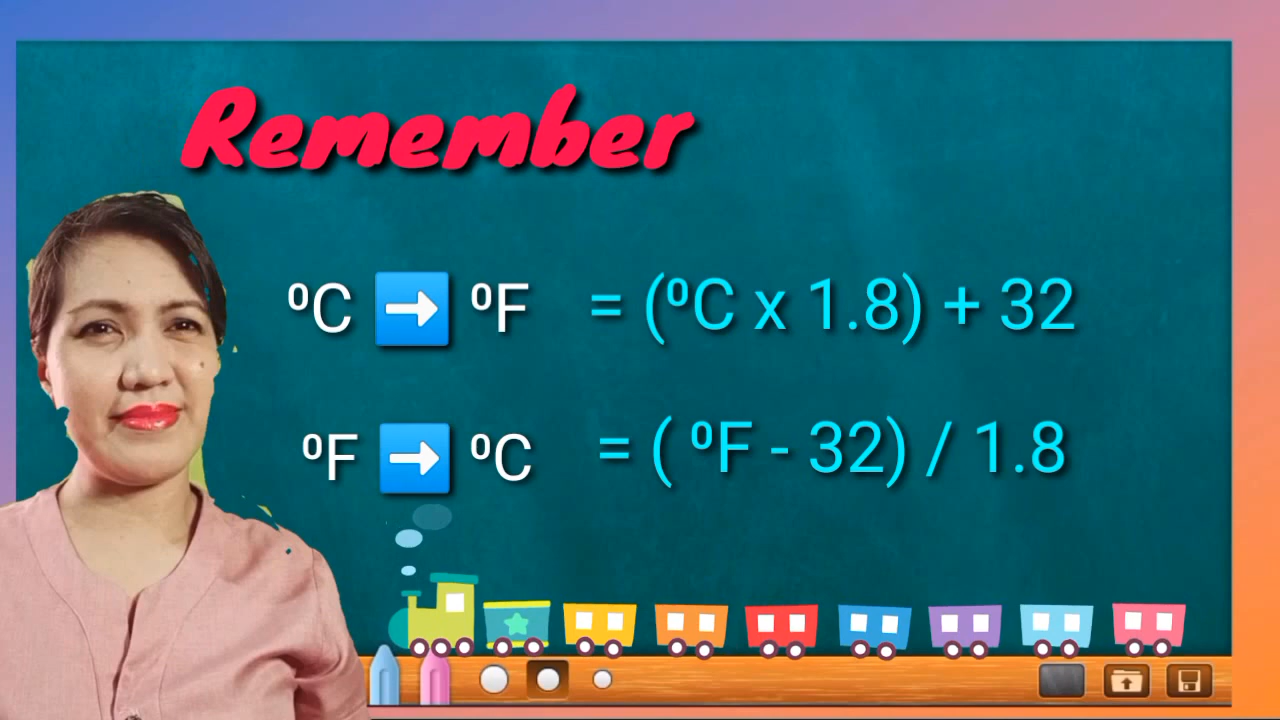 Remember
ºC ➡️ ºF = (ºC x 1.8) + 32
ºF ➡️ ºC = ( ºF - 32) / 1.8